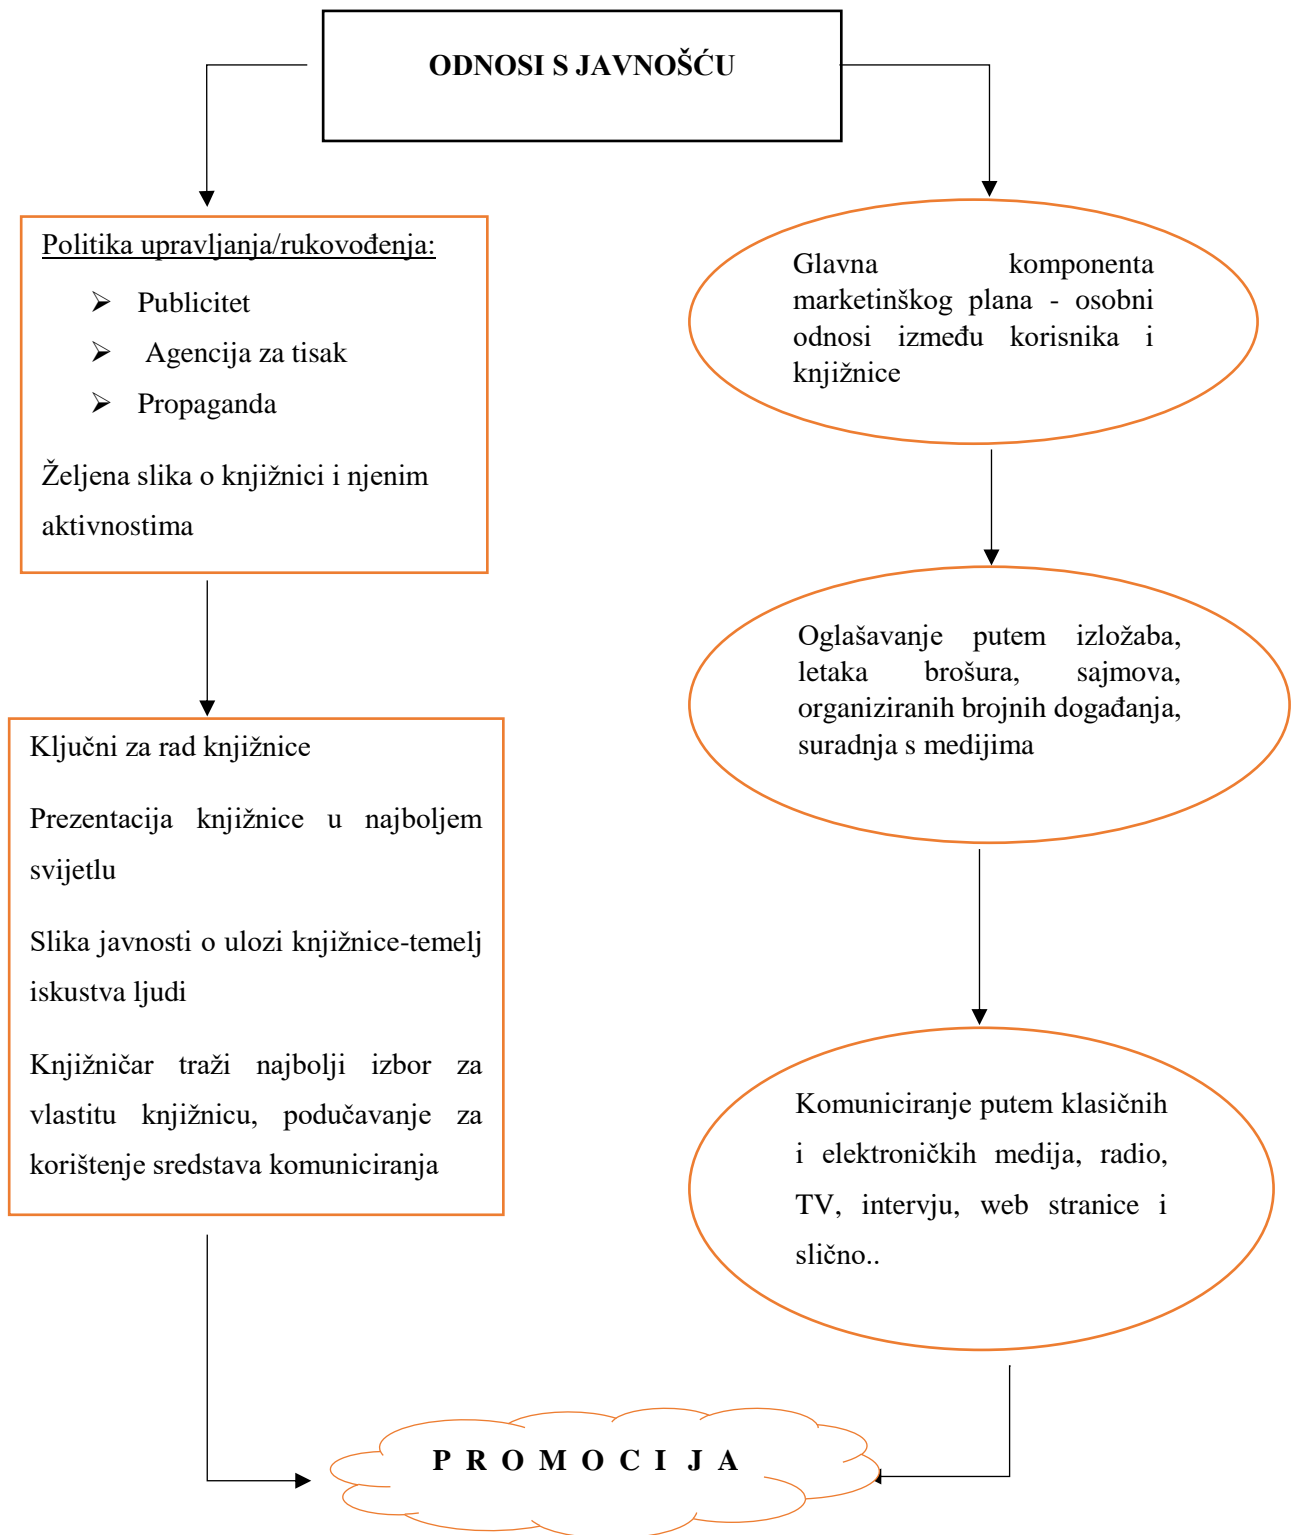 ODNOSI S JAVNOŠĆU
Politika upravljanja/rukovođenja:
➢ Publicitet
➢ Agencija za tisak
➢ Propaganda
Željena slika o knjižnici i njenim
aktivnostima
Ključni za rad knjižnice
Prezentacija knjižnice u najboljem
svijetlu
Slika javnosti o ulozi knjižnice-temelj
iskustva ljudi
Knjižničar traži najbolji izbor za
vlastitu knjižnicu, podučavanje za
korištenje sredstava komuniciranja
Glavna komponenta
marketinškog plana - osobni
odnosi između korisnika i
knjižnice
Oglašavanje putem izložaba,
letaka brošura, sajmova,
organiziranih brojnih događanja,
suradnja s medijima
Komuniciranje putem klasičnih
i elektroničkih medija, radio,
TV, intervju, web stranice i
slično..
P R O M O C I J A